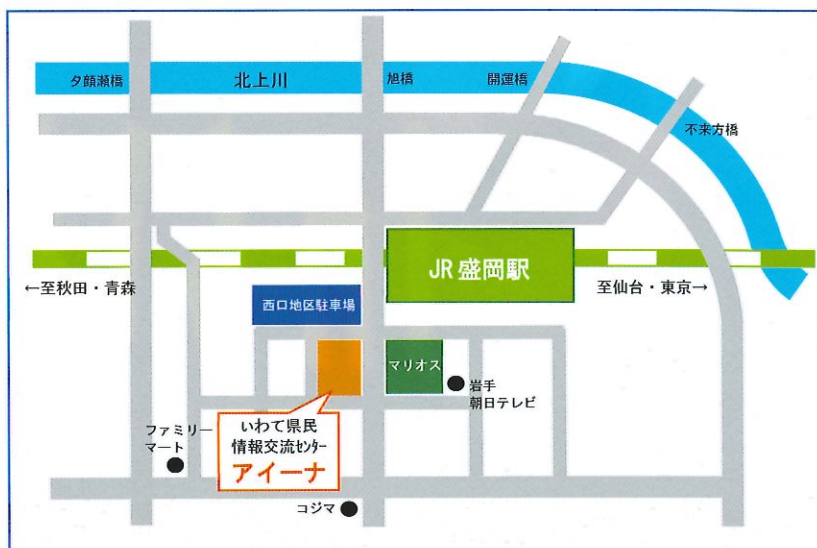 夕顔瀬橋
北上川
旭橋
開運橋
不来方橋
JR 盛岡駅
←至秋田・青森
至仙台・東京→
西口地区駐車場
マリオス
岩手
朝日テレビ
ファミリー
マート
いわて県民
情報交流センター
アイーナ
コジマ